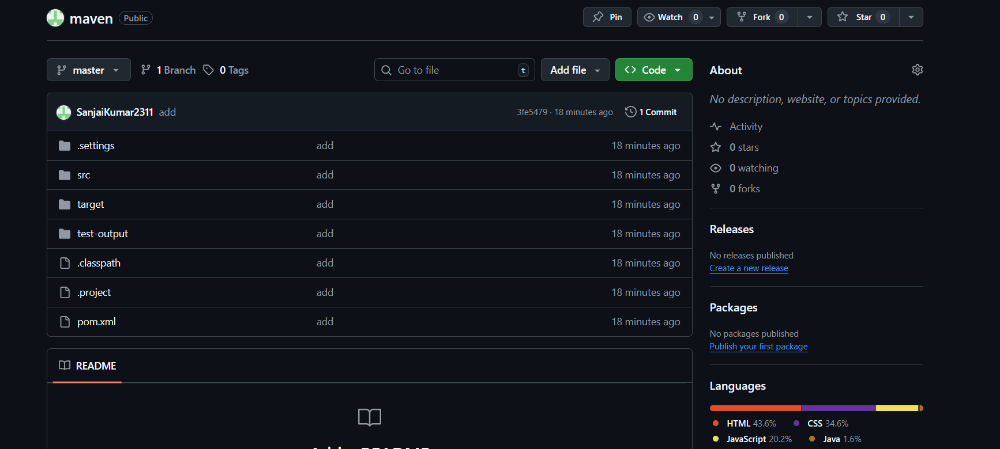 maven Public Pin Watch 0 Fork 0 Star 0
master 1 Branch 0 Tags Go to file t Add file Code
SanjaiKumar2311 add 3fe5479 · 18 minutes ago 1 Commit
.settings add 18 minutes ago
src add 18 minutes ago
target add 18 minutes ago
test-output add 18 minutes ago
.classpath add 18 minutes ago
.project add 18 minutes ago
pom.xml add 18 minutes ago
README
About
No description, website, or topics provided.
Activity
0 stars
0 watching
0 forks
Releases
No releases published
Create a new release
Packages
No packages published
Publish your first package
Languages
HTML 43.6% CSS 34.6%
JavaScript 20.2% Java 1.6%